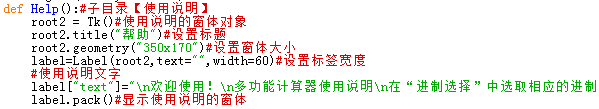 def Help():#子目录【使用说明】
root2 = Tk()#使用说明的窗体对象
root2.title("帮助")#设置标题
root2.geometry("350x170")#设置窗体大小
label=Label(root2,text="",width=60)#设置标签宽度
#使用说明文字
label["text"]="\n欢迎使用！\n多功能计算器使用说明\n在“进制选择”中选取相应的进制
label.pack()#显示使用说明的窗体